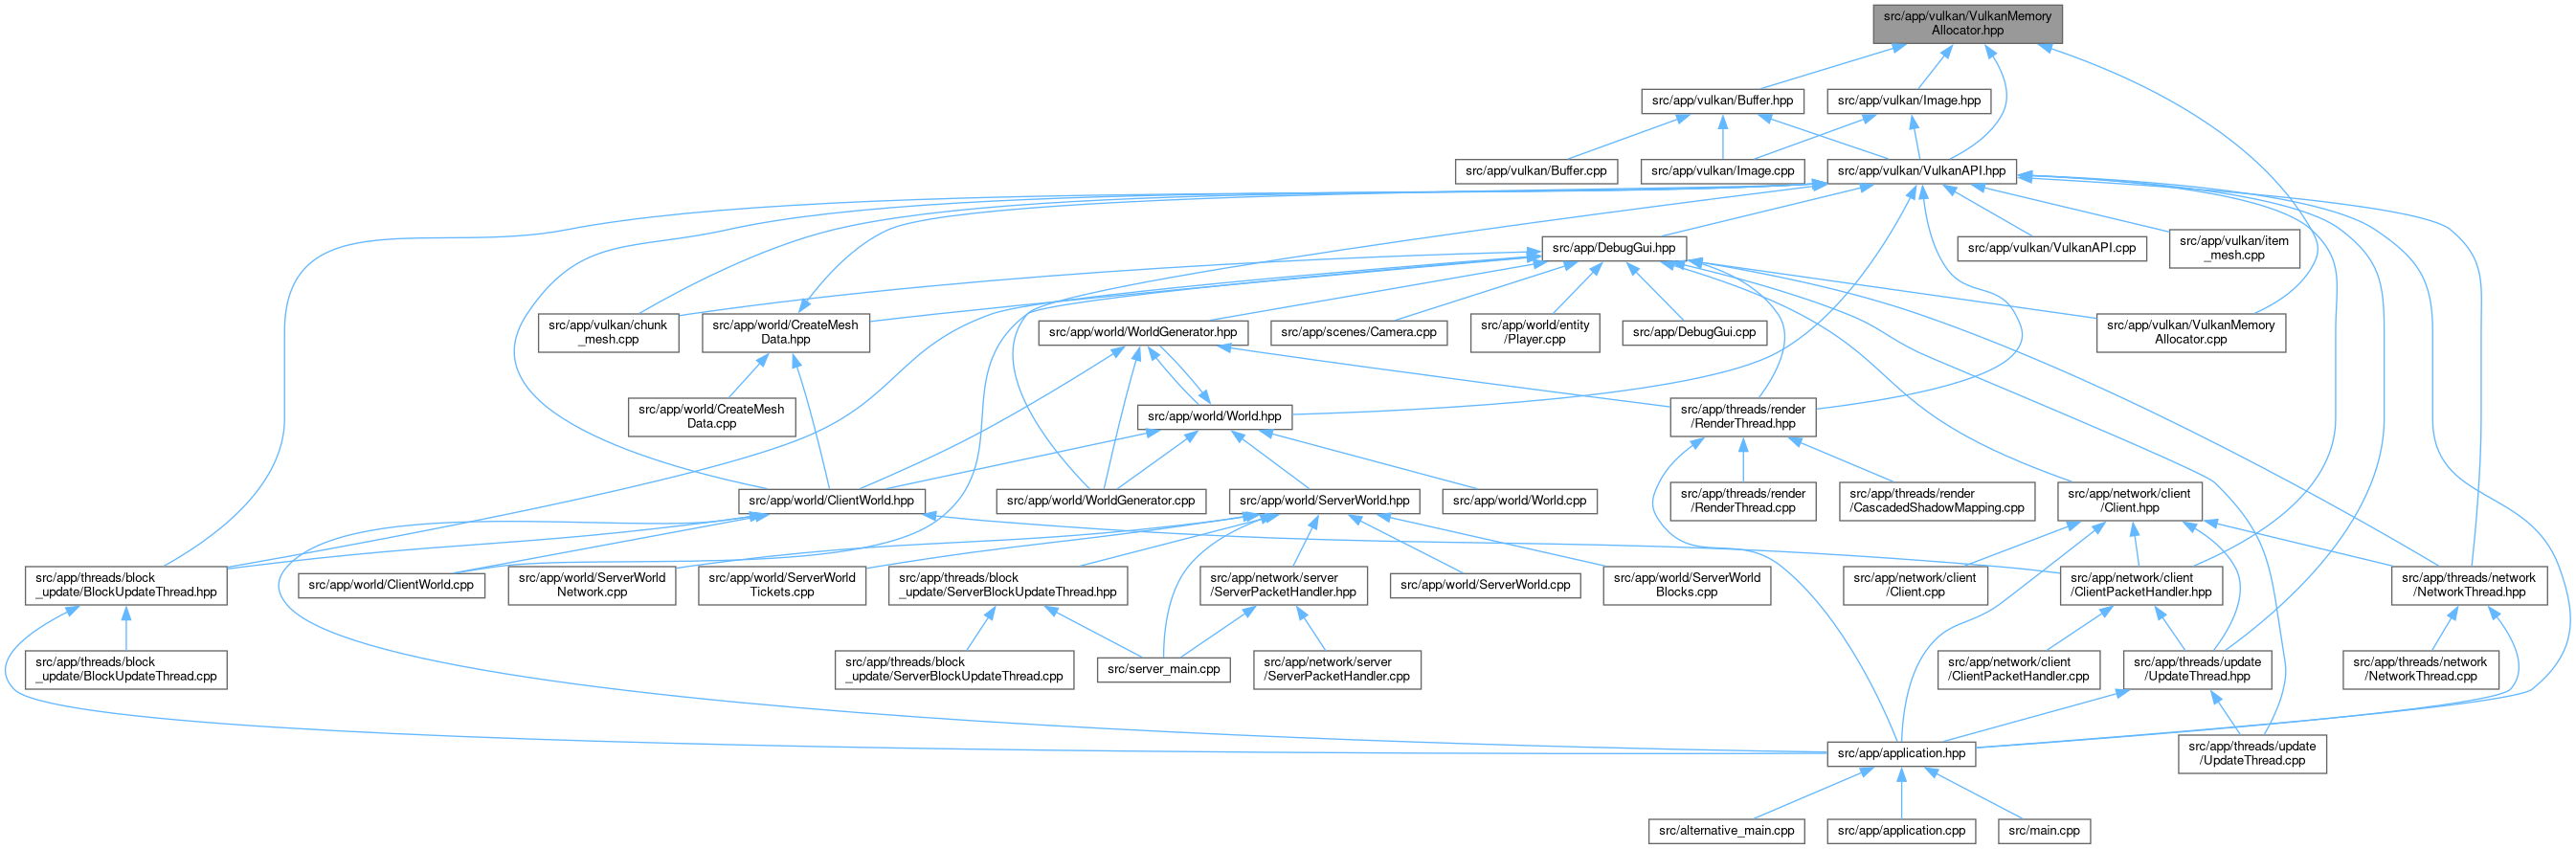 src/app/vulkan/VulkanMemory
Allocator.hpp
src/app/vulkan/Buffer.hpp
src/app/vulkan/Image.hpp
src/app/vulkan/Buffer.cpp
src/app/vulkan/Image.cpp
src/app/vulkan/VulkanAPI.hpp
src/app/DebugGui.hpp
src/app/vulkan/VulkanAPI.cpp
src/app/vulkan/item
_mesh.cpp
src/app/vulkan/chunk
_mesh.cpp
src/app/world/CreateMesh
Data.hpp
src/app/world/WorldGenerator.hpp
src/app/scenes/Camera.cpp
src/app/world/entity
/Player.cpp
src/app/DebugGui.cpp
src/app/vulkan/VulkanMemory
Allocator.cpp
src/app/world/CreateMesh
Data.cpp
src/app/world/World.hpp
src/app/threads/render
/RenderThread.hpp
src/app/world/ClientWorld.hpp
src/app/world/WorldGenerator.cpp
src/app/world/ServerWorld.hpp
src/app/world/World.cpp
src/app/threads/render
/RenderThread.cpp
src/app/threads/render
/CascadedShadowMapping.cpp
src/app/network/client
/Client.hpp
src/app/threads/block
_update/BlockUpdateThread.hpp
src/app/world/ClientWorld.cpp
src/app/world/ServerWorld
Network.cpp
src/app/world/ServerWorld
Tickets.cpp
src/app/threads/block
_update/ServerBlockUpdateThread.hpp
src/app/network/server
/ServerPacketHandler.hpp
src/app/world/ServerWorld.cpp
src/app/world/ServerWorld
Blocks.cpp
src/app/network/client
/Client.cpp
src/app/network/client
/ClientPacketHandler.hpp
src/app/threads/network
/NetworkThread.hpp
src/app/threads/block
_update/BlockUpdateThread.cpp
src/app/threads/block
_update/ServerBlockUpdateThread.cpp
src/server_main.cpp
src/app/network/server
/ServerPacketHandler.cpp
src/app/network/client
/ClientPacketHandler.cpp
src/app/threads/update
/UpdateThread.hpp
src/app/threads/network
/NetworkThread.cpp
src/app/application.hpp
src/app/threads/update
/UpdateThread.cpp
src/alternative_main.cpp
src/app/application.cpp
src/main.cpp